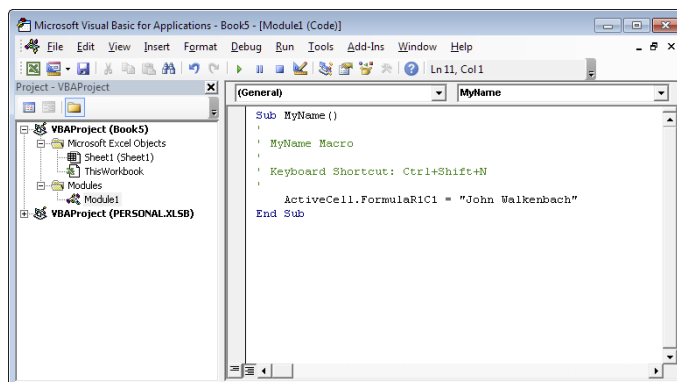 Microsoft Visual Basic for Applications - Book5 - [Module1 (Code)]
File Edit View Insert Format Debug Run Tools Add-Ins Window Help
Ln 11, Col 1
Project - VBAProject
VBAProject (Book5)
Microsoft Excel Objects
Sheet1 (Sheet1)
ThisWorkbook
Modules
Module1
VBAProject (PERSONAL.XLSB)
(General) MyName
Sub MyName()
'
' MyName Macro
'
' Keyboard Shortcut: Ctrl+Shift+N
'
ActiveCell.FormulaR1C1 = "John Walkenbach"
End Sub